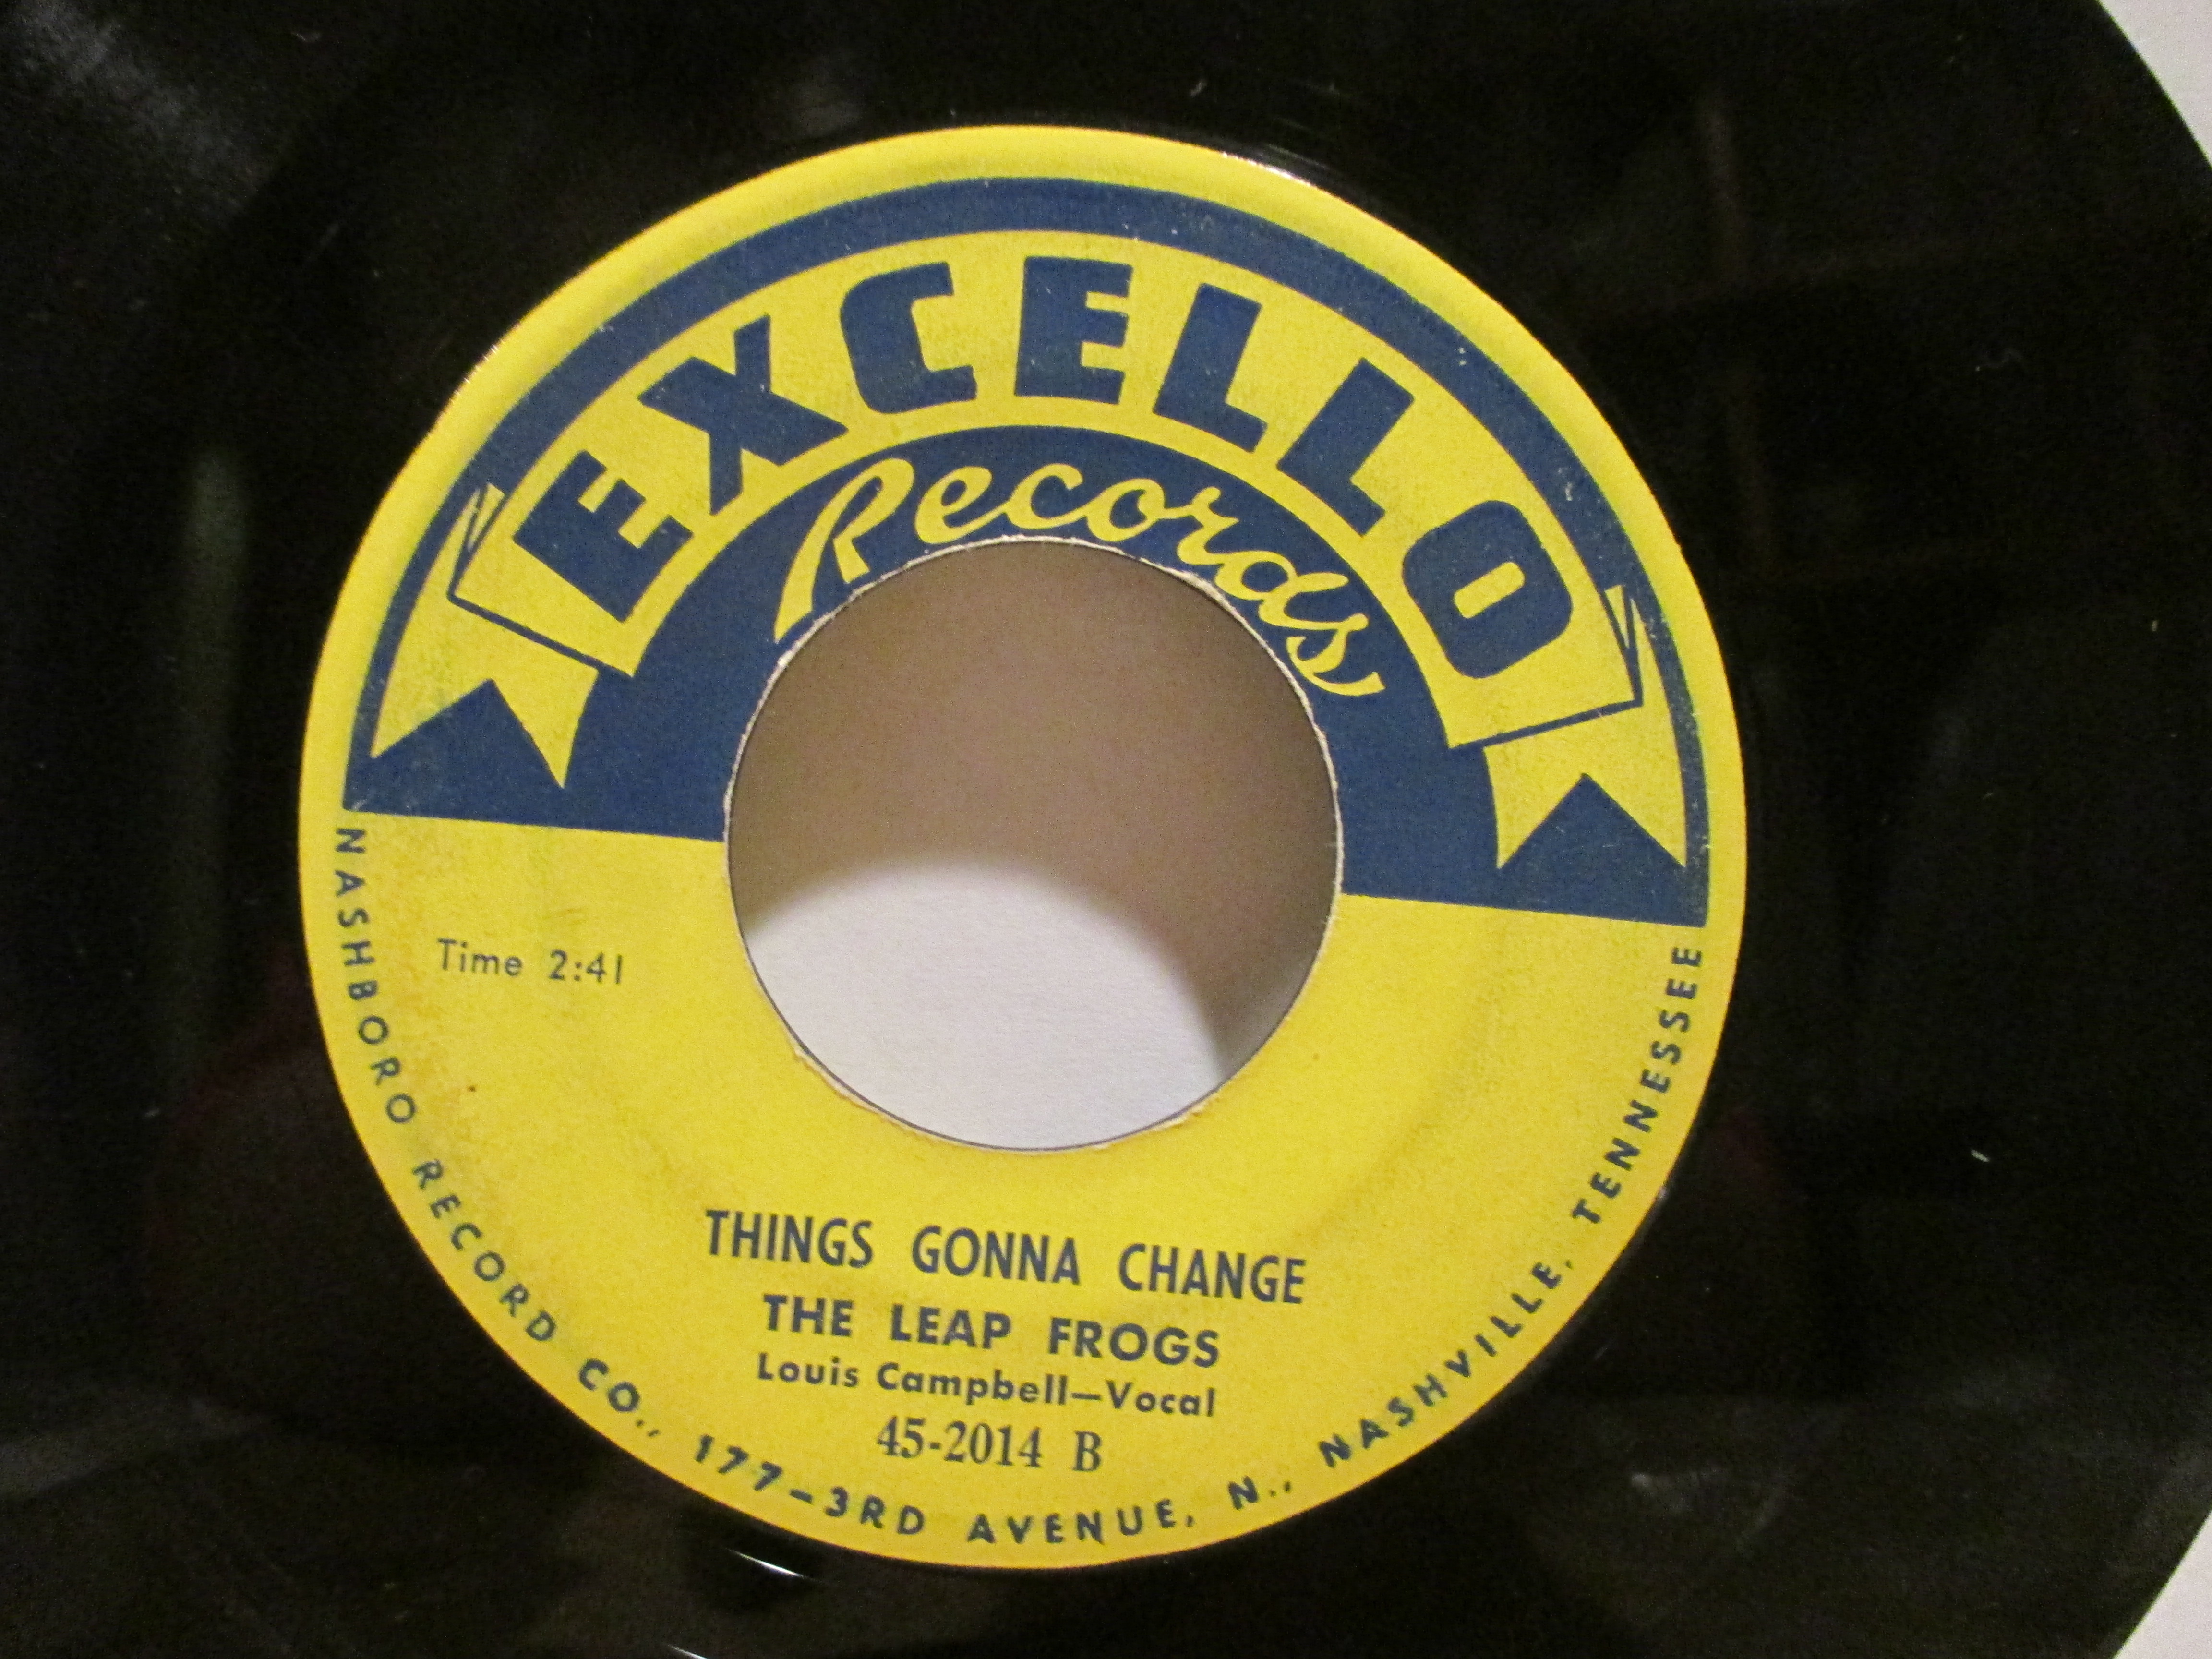 EXCELLO
Records
Time 2:41
THINGS GONNA CHANGE
THE LEAP FROGS
Louis Campbell—Vocal
45-2014 B
NASHBORO RECORD CO., 177-3RD AVENUE, N., NASHVILLE, TENNESSEE